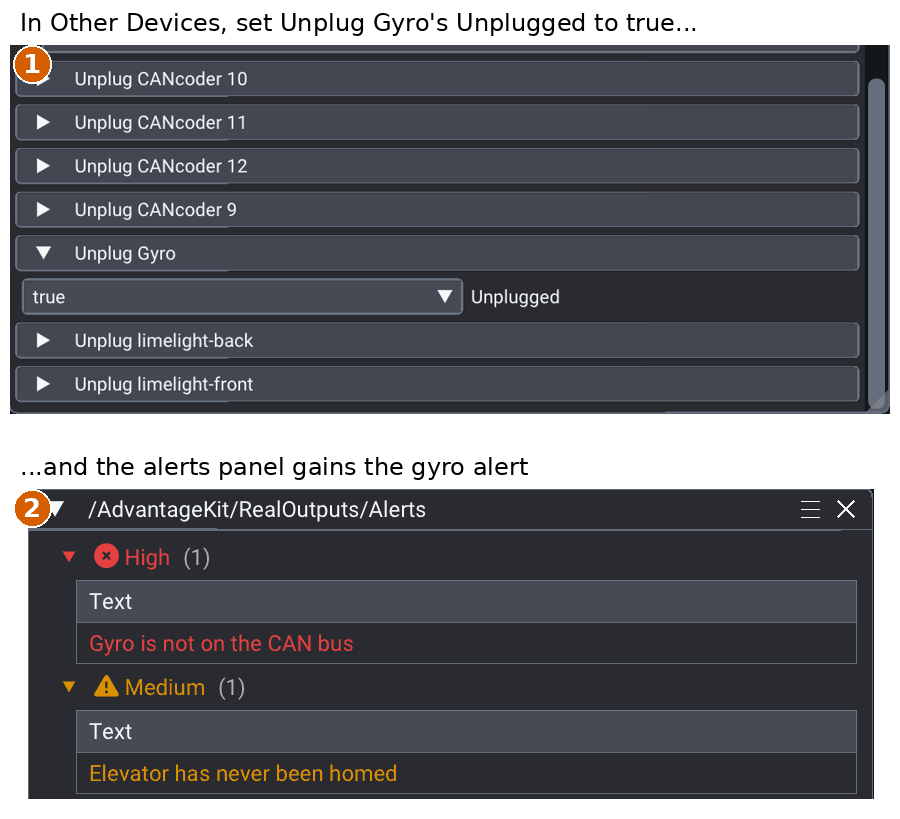 In Other Devices, set Unplug Gyro's Unplugged to true...
1
Unplug CANcoder 10
Unplug CANcoder 11
Unplug CANcoder 12
Unplug CANcoder 9
Unplug Gyro
true
Unplugged
Unplug limelight-back
Unplug limelight-front
...and the alerts panel gains the gyro alert
2
/AdvantageKit/RealOutputs/Alerts
High (1)
Text
Gyro is not on the CAN bus
Medium (1)
Text
Elevator has never been homed